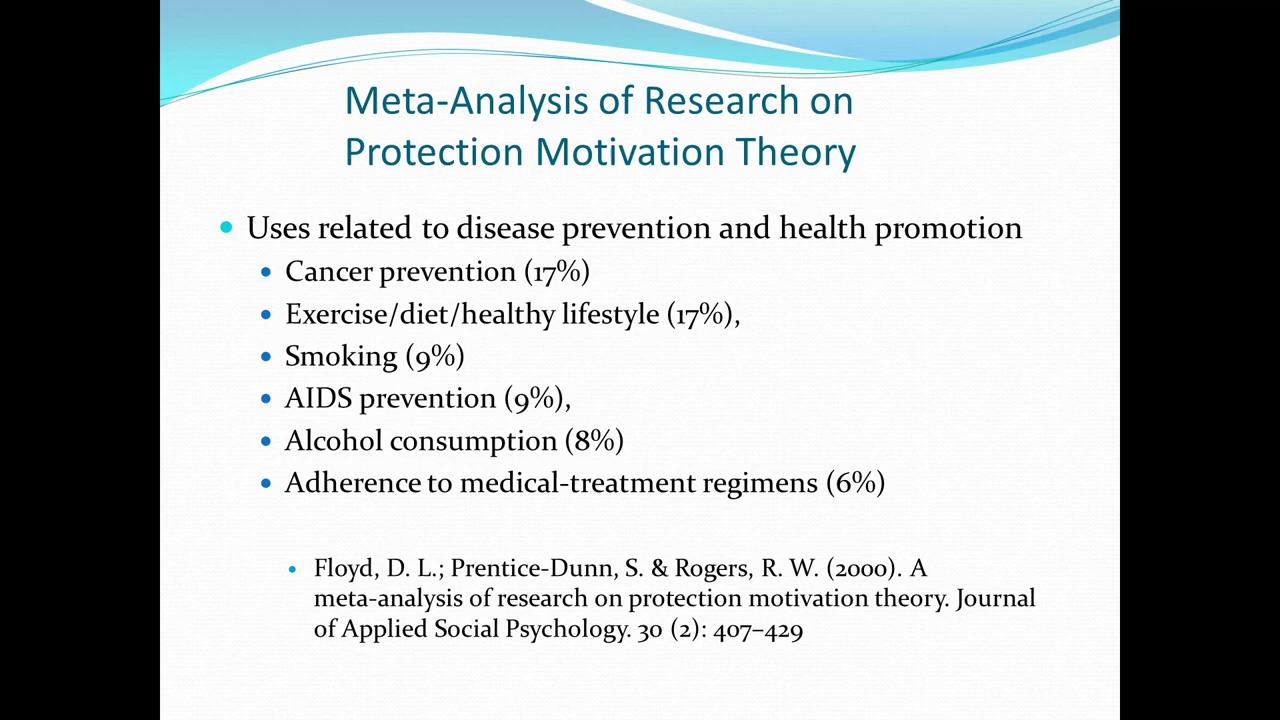 Meta-Analysis of Research on
Protection Motivation Theory
• Uses related to disease prevention and health promotion
• Cancer prevention (17%)
• Exercise/diet/healthy lifestyle (17%),
• Smoking (9%)
• AIDS prevention (9%),
• Alcohol consumption (8%)
• Adherence to medical-treatment regimens (6%)
• Floyd, D. L.; Prentice-Dunn, S. & Rogers, R. W. (2000). A
meta-analysis of research on protection motivation theory. Journal
of Applied Social Psychology. 30 (2): 407–429